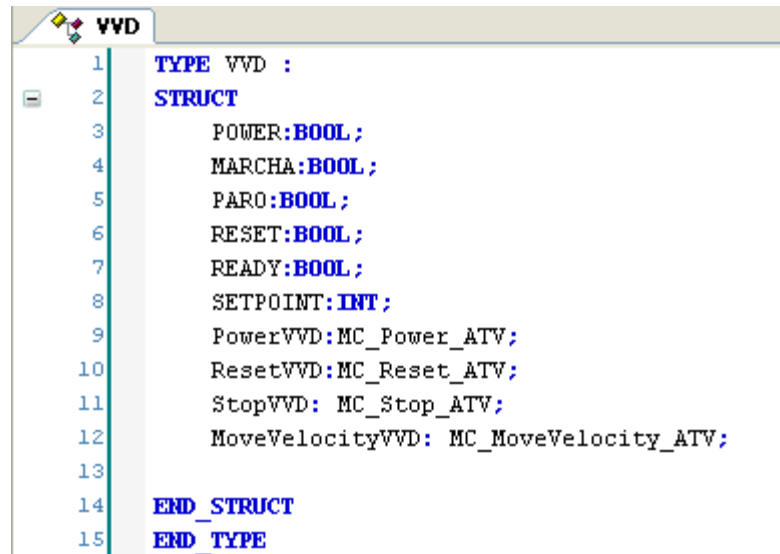 VVD
1 TYPE VVD :
2 STRUCT
3 POWER:BOOL;
4 MARCHA:BOOL;
5 PARO:BOOL;
6 RESET:BOOL;
7 READY:BOOL;
8 SETPOINT:INT;
9 PowerVVD:MC_Power_ATV;
10 ResetVVD:MC_Reset_ATV;
11 StopVVD: MC_Stop_ATV;
12 MoveVelocityVVD: MC_MoveVelocity_ATV;
13
14 END_STRUCT
15 END_TYPE